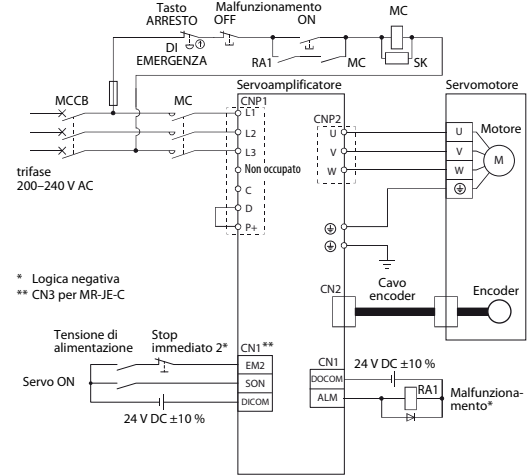 Tasto
ARRESTO
Malfunzionamento
OFF
ON
MC
①
DI
EMERGENZA
RA1
MC
SK
MCCB
MC
Servoamplificatore
Servomotore
CNP1
L1
L2
L3
Non occupato
C
D
P+
CNP2
U
V
W
U
V
W
Motore
M
trifase
200–240 V AC
* Logica negativa
** CN3 per MR-JE-C
CN2
Cavo
encoder
Encoder
Tensione di
alimentazione
Stop
immediato 2*
CN1**
EM2
SON
DICOM
Servo ON
24 V DC ±10 %
CN1
DOCOM
ALM
24 V DC ±10 %
RA1
Malfunziona-
mento*